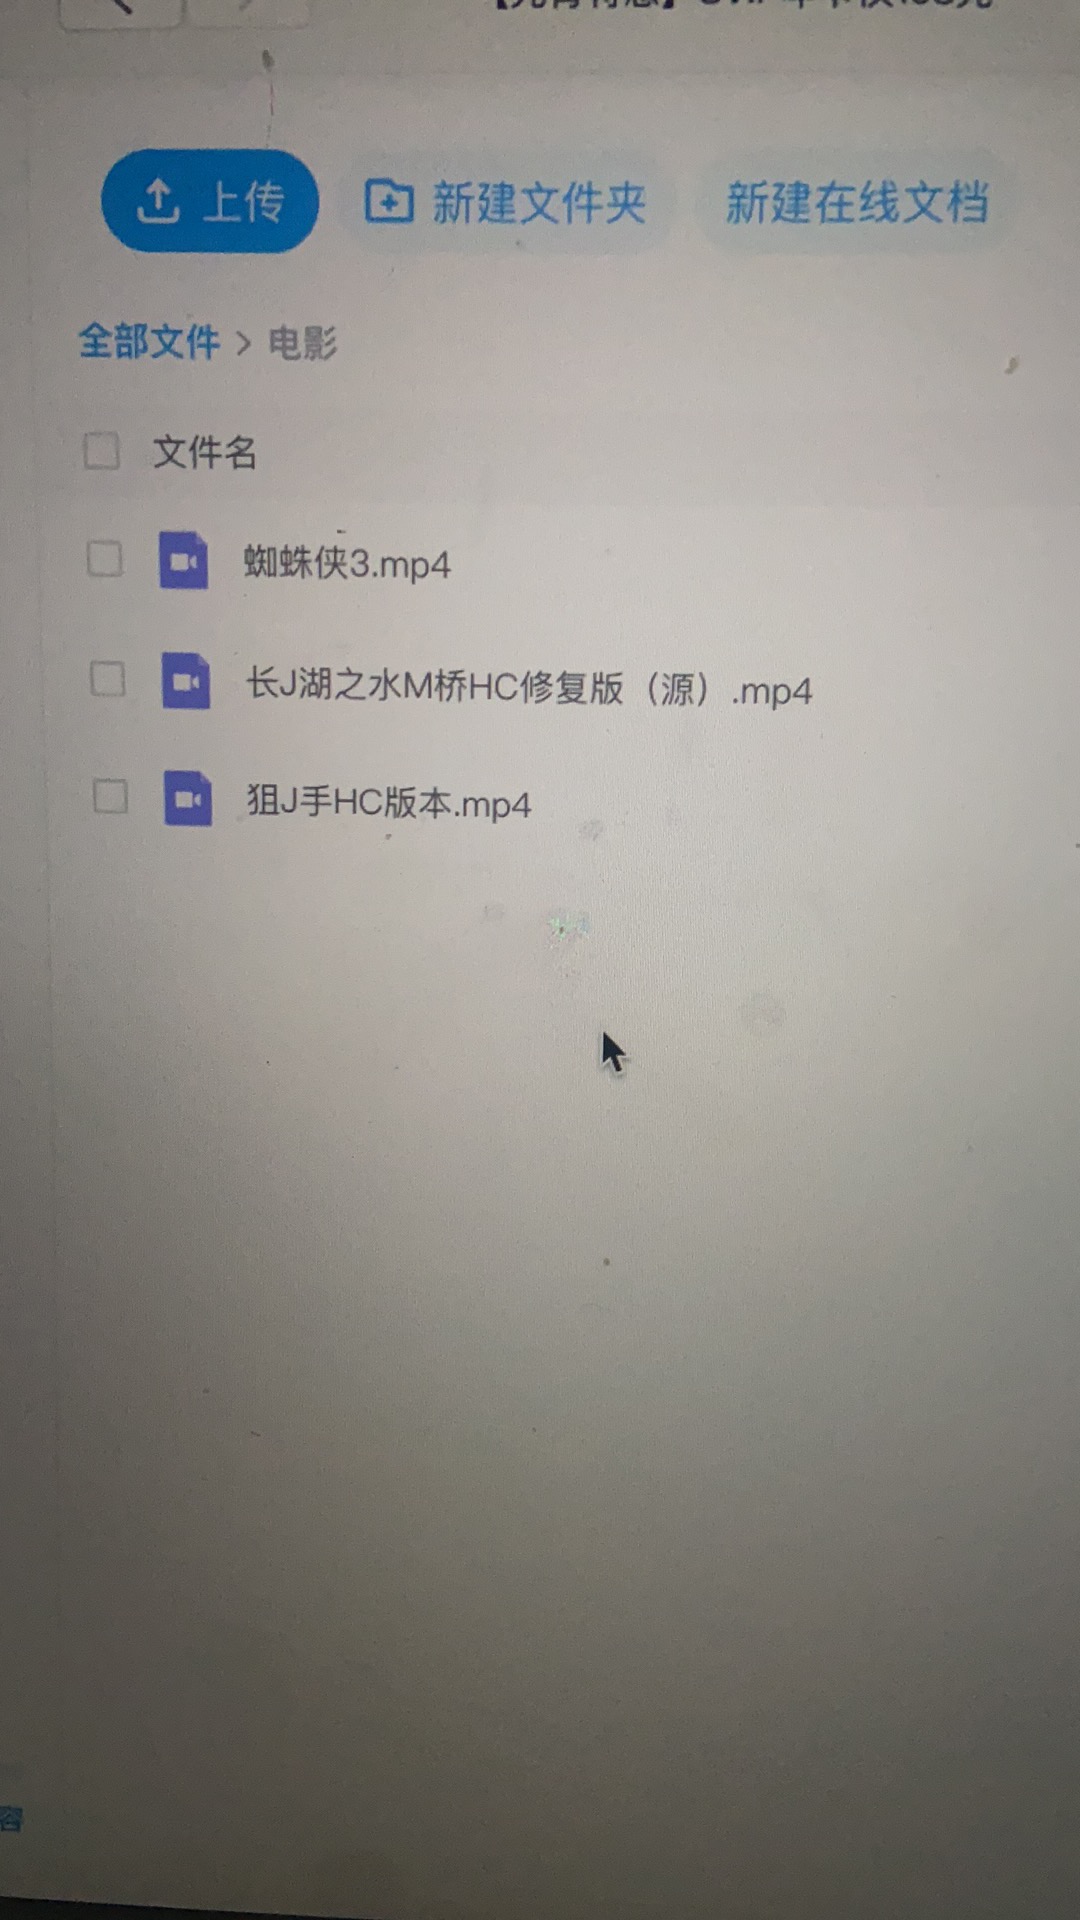 上传
新建文件夹
新建在线文档
全部文件 > 电影
文件名
蜘蛛侠3.mp4
长J湖之水M桥HC修复版（源）.mp4
狙J手HC版本.mp4
容